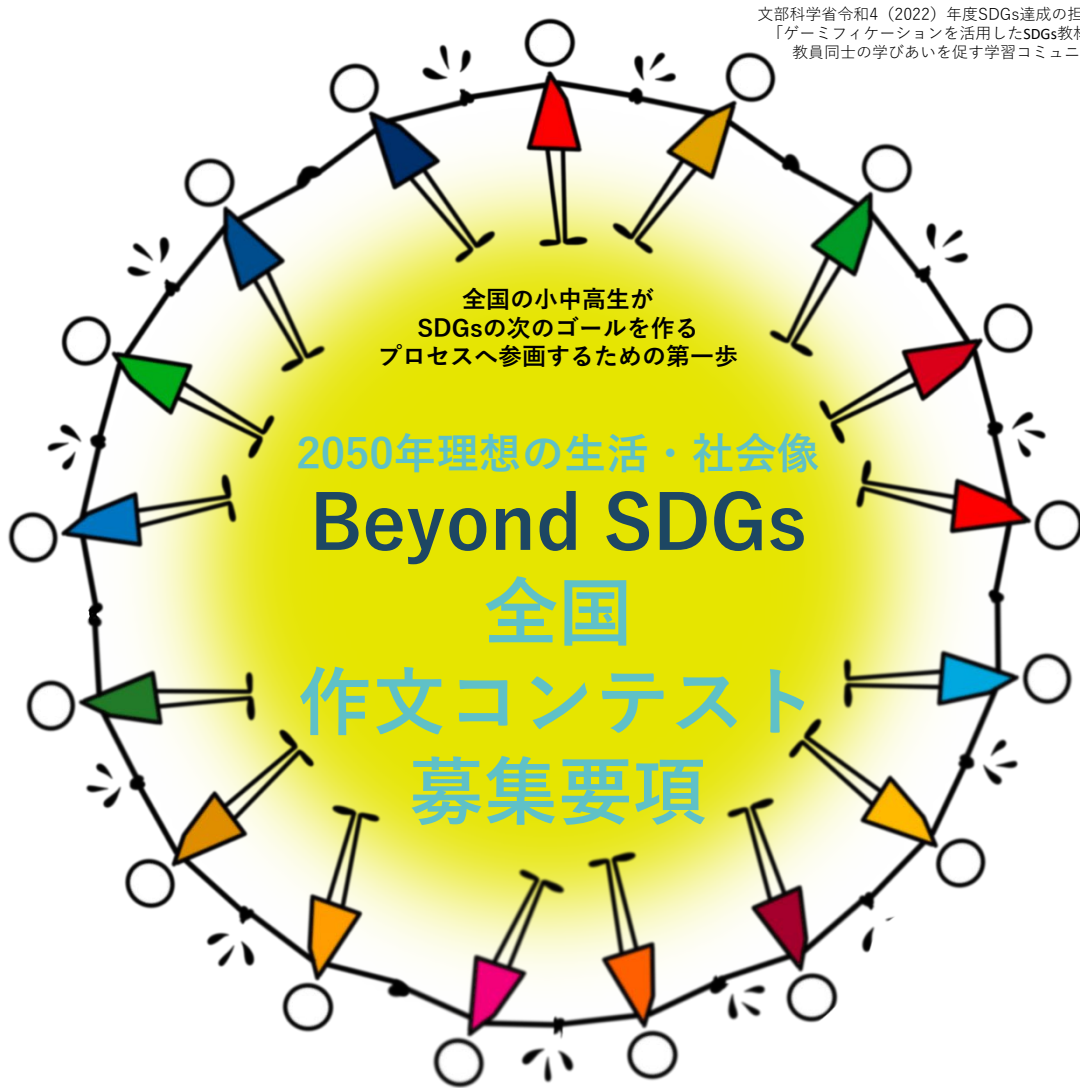 文部科学省令和4（2022）年度SDGs達成の担
「ゲーミフィケーションを活用したSDGs教材
教員同士の学びあいを促す学習コミュニ
全国の小中高生が
SDGsの次のゴールを作る
プロセスへ参画するための第一歩
2050年理想の生活・社会像
Beyond SDGs
全国
作文コンテスト
募集要項